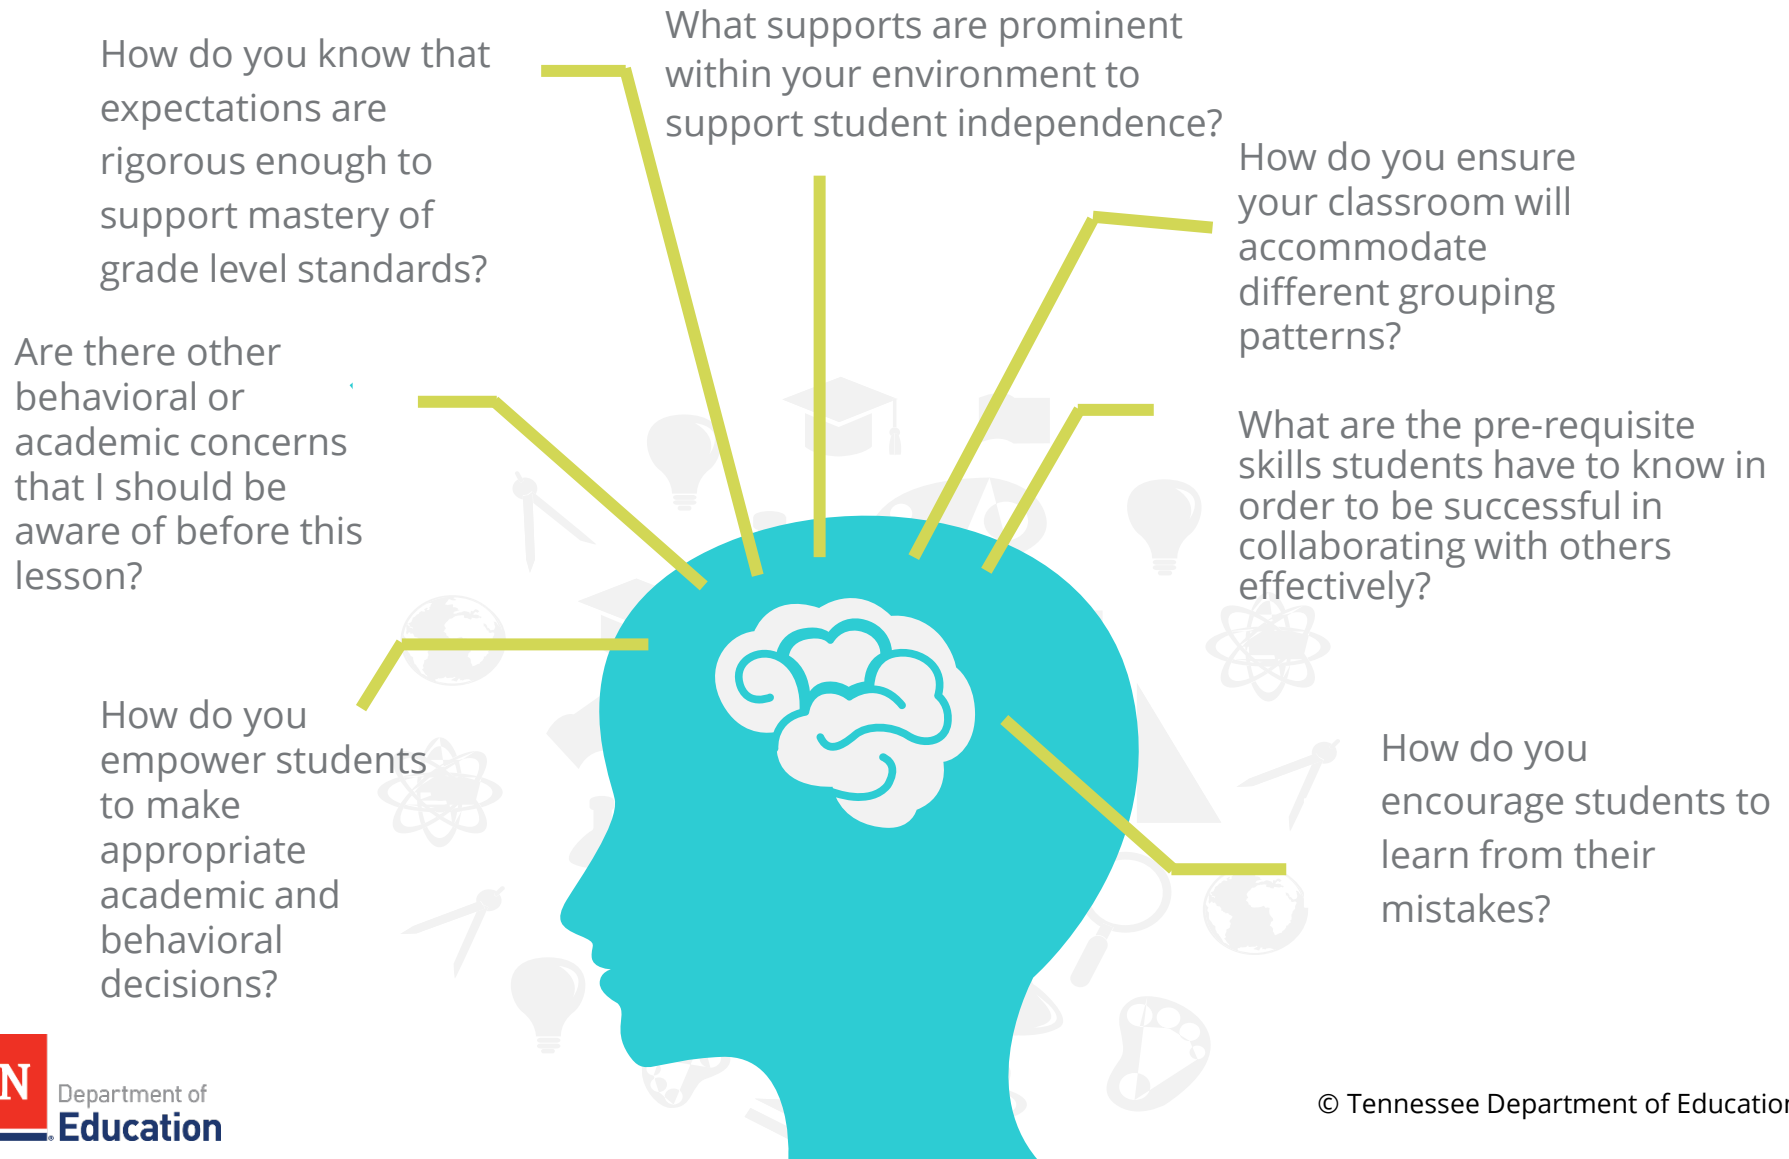 How do you know that
expectations are
rigorous enough to
support mastery of
grade level standards?
What supports are prominent
within your environment to
support student independence?
How do you ensure
your classroom will
accommodate
different grouping
patterns?
Are there other
behavioral or
academic concerns
that I should be
aware of before this
lesson?
What are the pre-requisite
skills students have to know in
order to be successful in
collaborating with others
effectively?
How do you
empower students
to make
appropriate
academic and
behavioral
decisions?
How do you
encourage students to
learn from their
mistakes?
N
Department of
Education
© Tennessee Department of Education